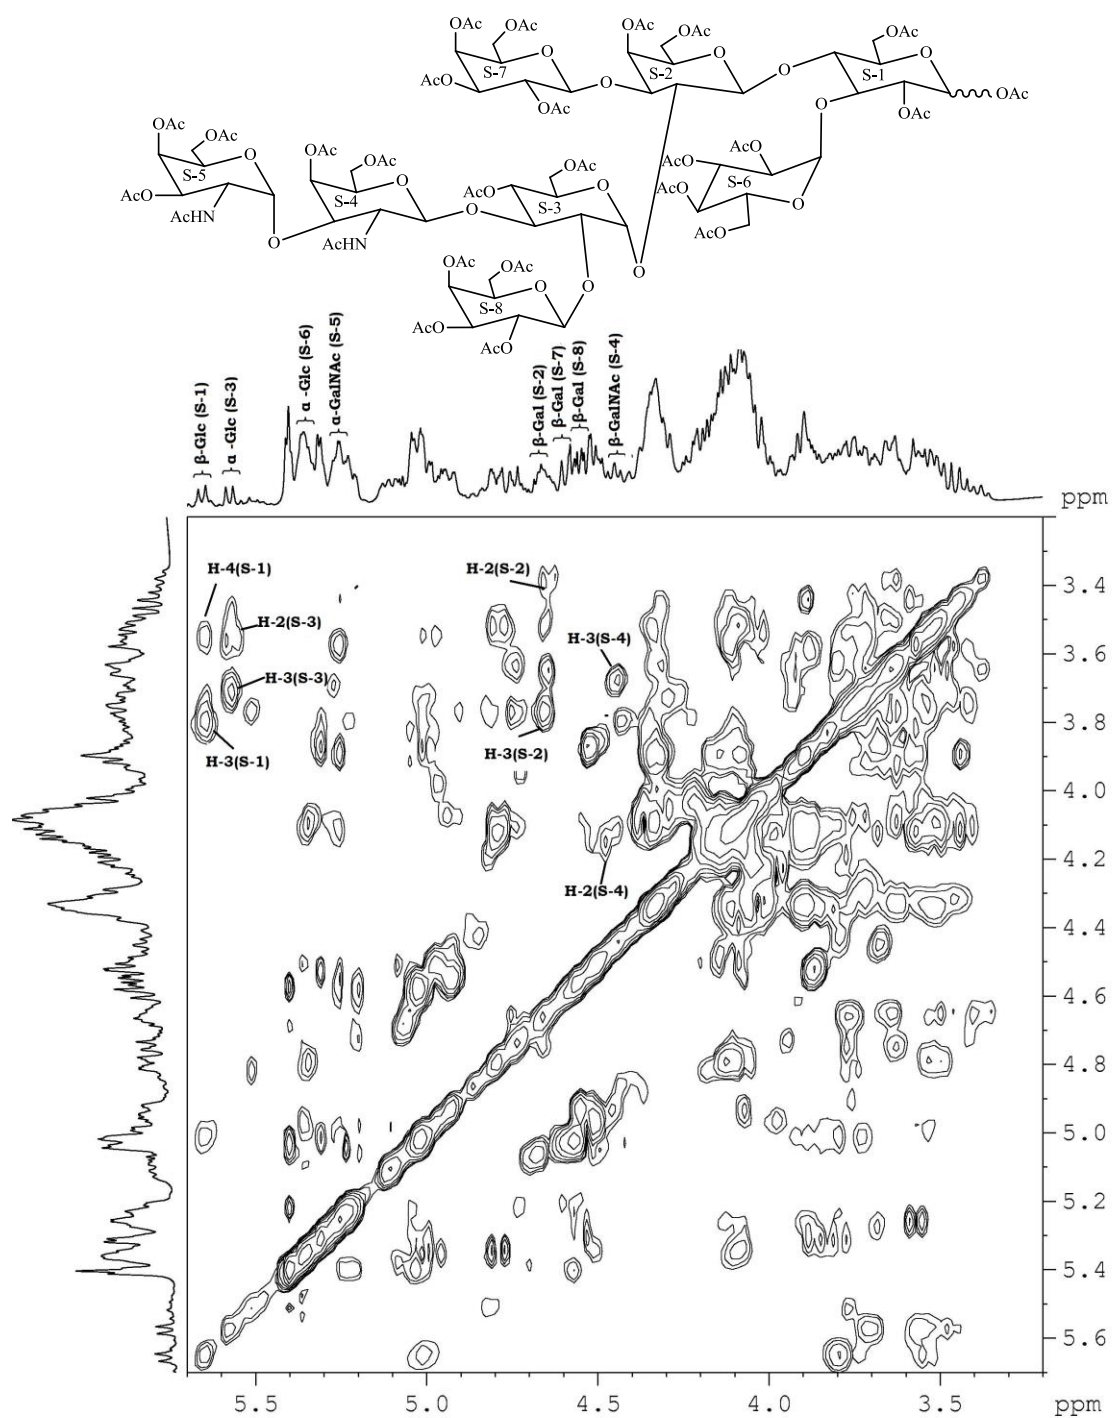 OAc OAc OAc OAc OAc
S-7 O S-2 O O S-1 O
AcO O O OAc
OAc OAc
OAc O
OAc AcO
OAc OAc OAc OAc AcO
S-5 O S-4 O AcO S-3 O AcO S-6
AcO O O
AcHN AcHN AcO
O OAc O O
OAc
S-8 O
AcO
AcO
β-Glc (S-1)
α -Glc (S-3)
α -Glc (S-6)
α-GalNAc (S-5)
β-Gal (S-2)
β-Gal (S-7)
β-Gal (S-8)
β-GalNAc (S-4)
ppm
H-4(S-1)
H-2(S-2)
3.4
H-2(S-3)
H-3(S-4)
3.6
H-3(S-3)
3.8
H-3(S-2)
H-3(S-1)
4.0
4.2
H-2(S-4)
4.4
4.6
4.8
5.0
5.2
5.4
5.6
5.5 5.0 4.5 4.0 3.5 ppm